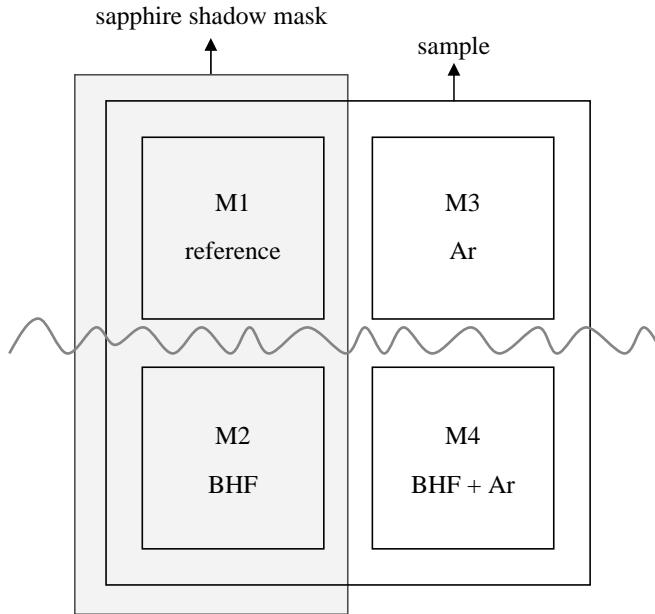 sapphire shadow mask
sample
M1
reference
M3
Ar
M2
BHF
M4
BHF + Ar